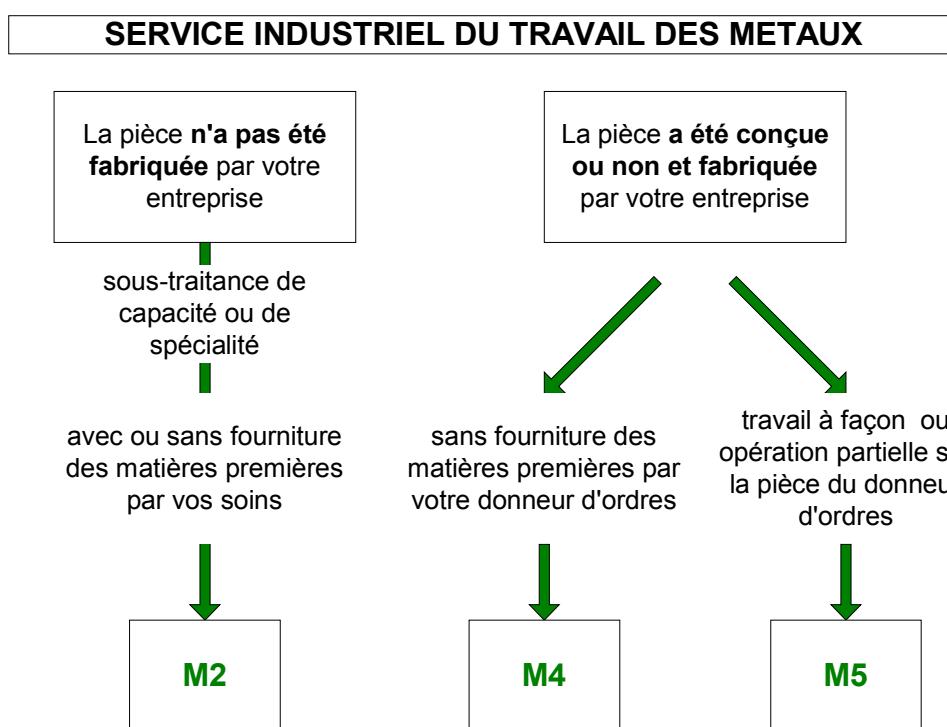 SERVICE INDUSTRIEL DU TRAVAIL DES METAUX
La pièce n'a pas été
fabriquée par votre
entreprise
La pièce a été conçue
ou non et fabriquée
par votre entreprise
sous-traitance de
capacité ou de
spécialité
avec ou sans fourniture
des matières premières
par vos soins
sans fourniture des
matières premières par
votre donneur d'ordres
travail à façon ou
opération partielle s
la pièce du donneu
d'ordres
M2
M4
M5